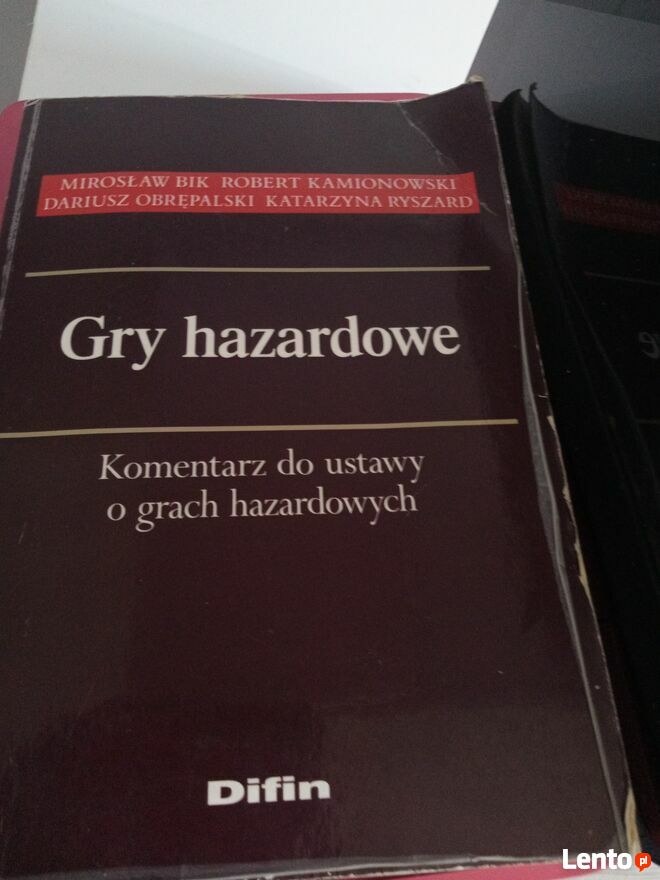 MIROSŁAW BIK ROBERT KAMIONOWSKI
DARIUSZ OBRĘPALSKI KATARZYNA RYSZARD
Gry hazardowe
Komentarz do ustawy
o grach hazardowych
Difin
Lento.pl